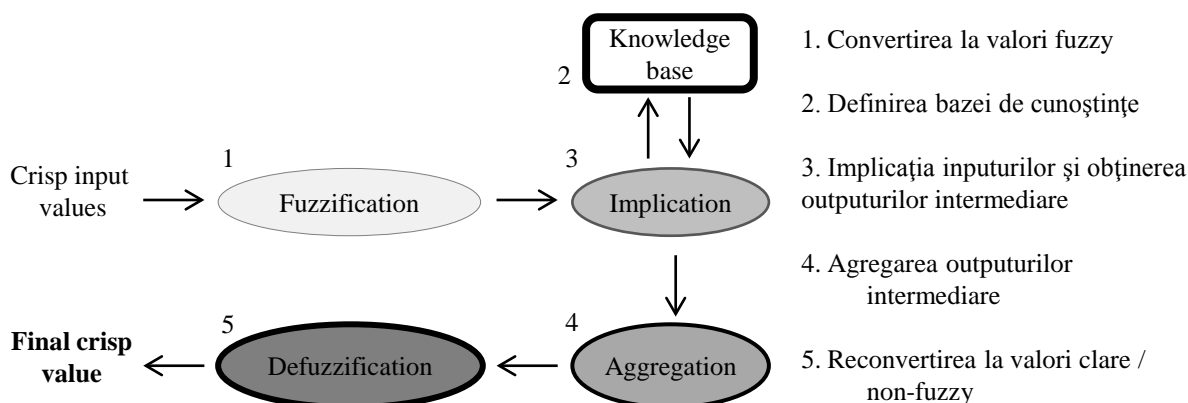 Knowledge
base
2
1
3
Crisp input
values
Fuzzification
Implication
5
4
Final crisp
value
Defuzzification
Aggregation
1. Convertirea la valori fuzzy
2. Definirea bazei de cunoştinţe
3. Implicaţia inputurilor şi obţinerea
outputurilor intermediare
4. Agregarea outputurilor
intermediare
5. Reconvertirea la valori clare /
non-fuzzy